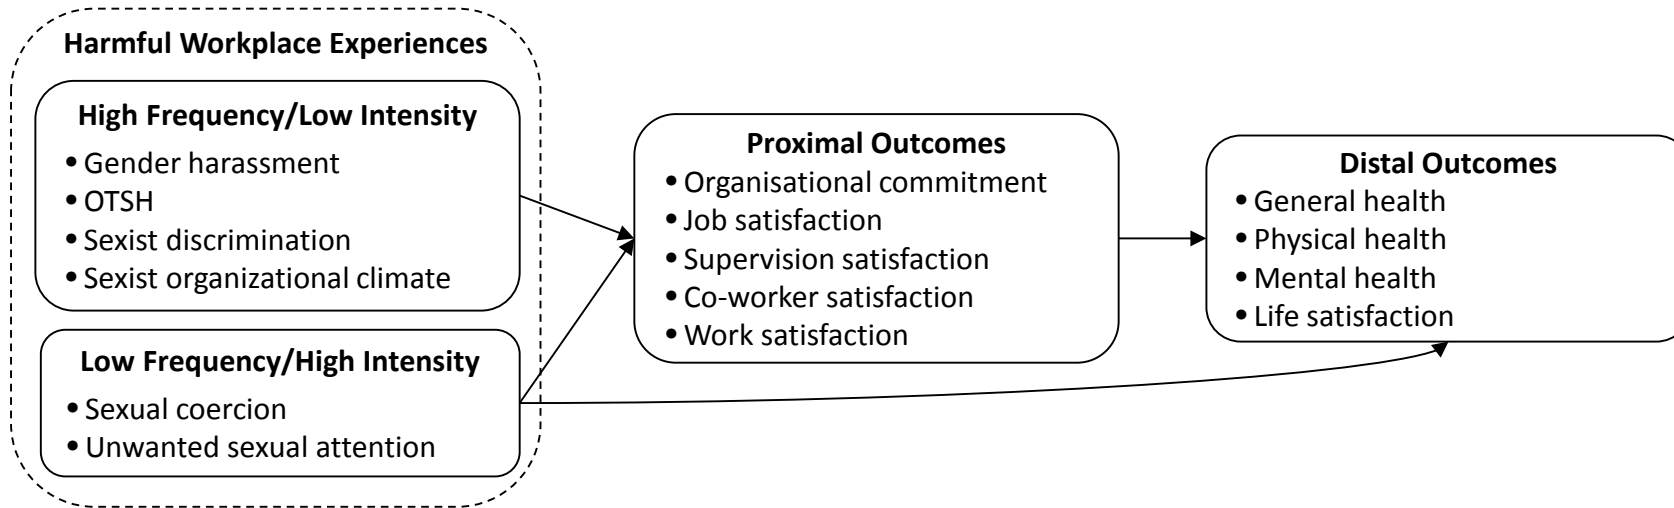 Harmful Workplace Experiences
High Frequency/Low Intensity
• Gender harassment
• OTSH
• Sexist discrimination
• Sexist organizational climate
Low Frequency/High Intensity
• Sexual coercion
• Unwanted sexual attention
Proximal Outcomes
• Organisational commitment
• Job satisfaction
• Supervision satisfaction
• Co-worker satisfaction
• Work satisfaction
Distal Outcomes
• General health
• Physical health
• Mental health
• Life satisfaction